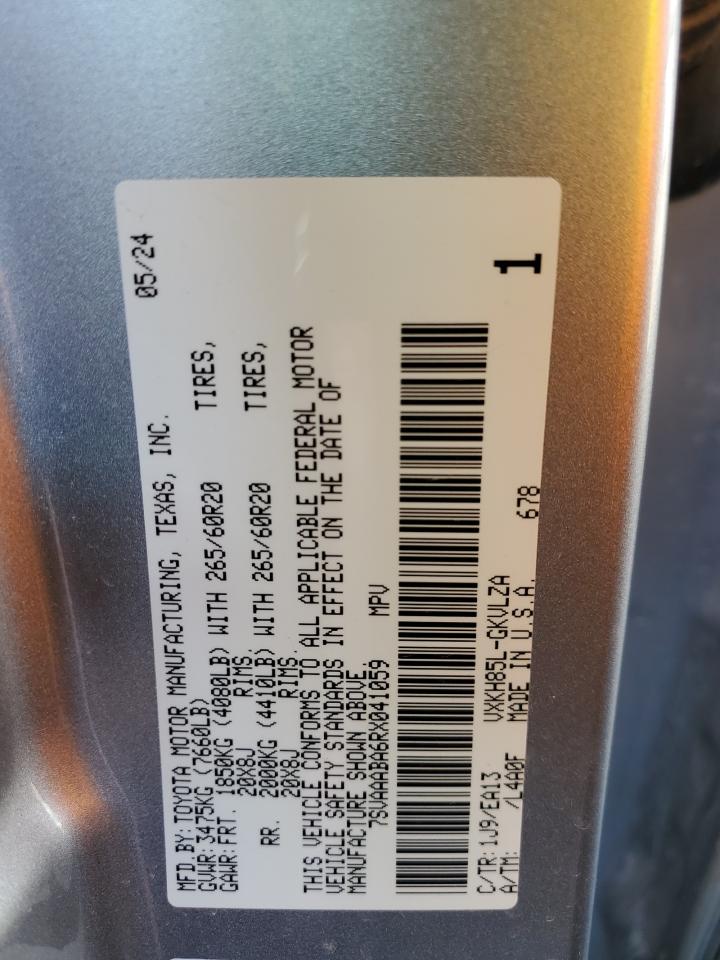 MFD.BY:TOYOTA MOTOR MANUFACTURING, TEXAS, INC. 05/24
GVWR:3475KG (7660LB)
GAWR:FRT. 1850KG (4080LB) WITH 265/60R20 TIRES,
20X8J RIMS.
RR. 2000KG (4410LB) WITH 265/60R20 TIRES,
20X8J RIMS.
THIS VEHICLE CONFORMS TO ALL APPLICABLE FEDERAL MOTOR
VEHICLE SAFETY STANDARDS IN EFFECT ON THE DATE OF
MANUFACTURE SHOWN ABOVE.
7SVAAABA6RX041059 MPV
C/TR:1J9/EA13 VXKH85L-GKVLZA
A/TM: /L4A0F MADE IN U.S.A. 678
1